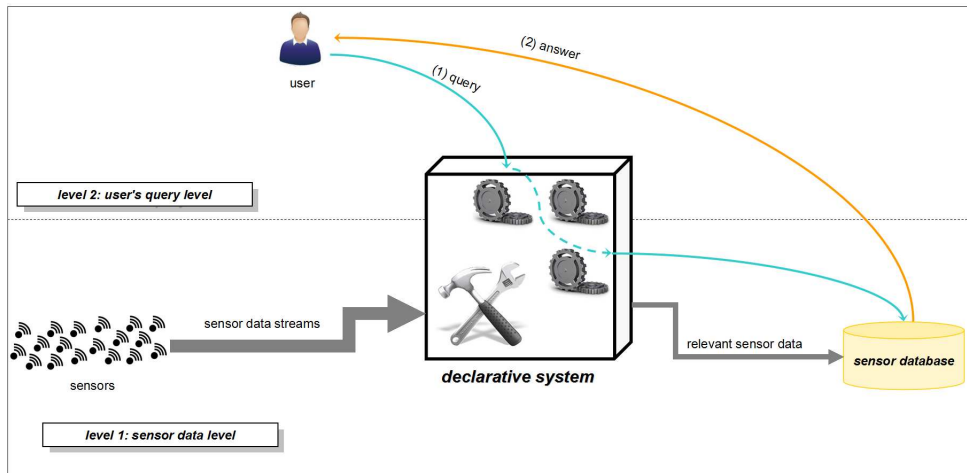 (2) answer
(1) query
user
level 2: user's query level
sensor data streams
relevant sensor data
sensor database
declarative system
sensors
level 1: sensor data level